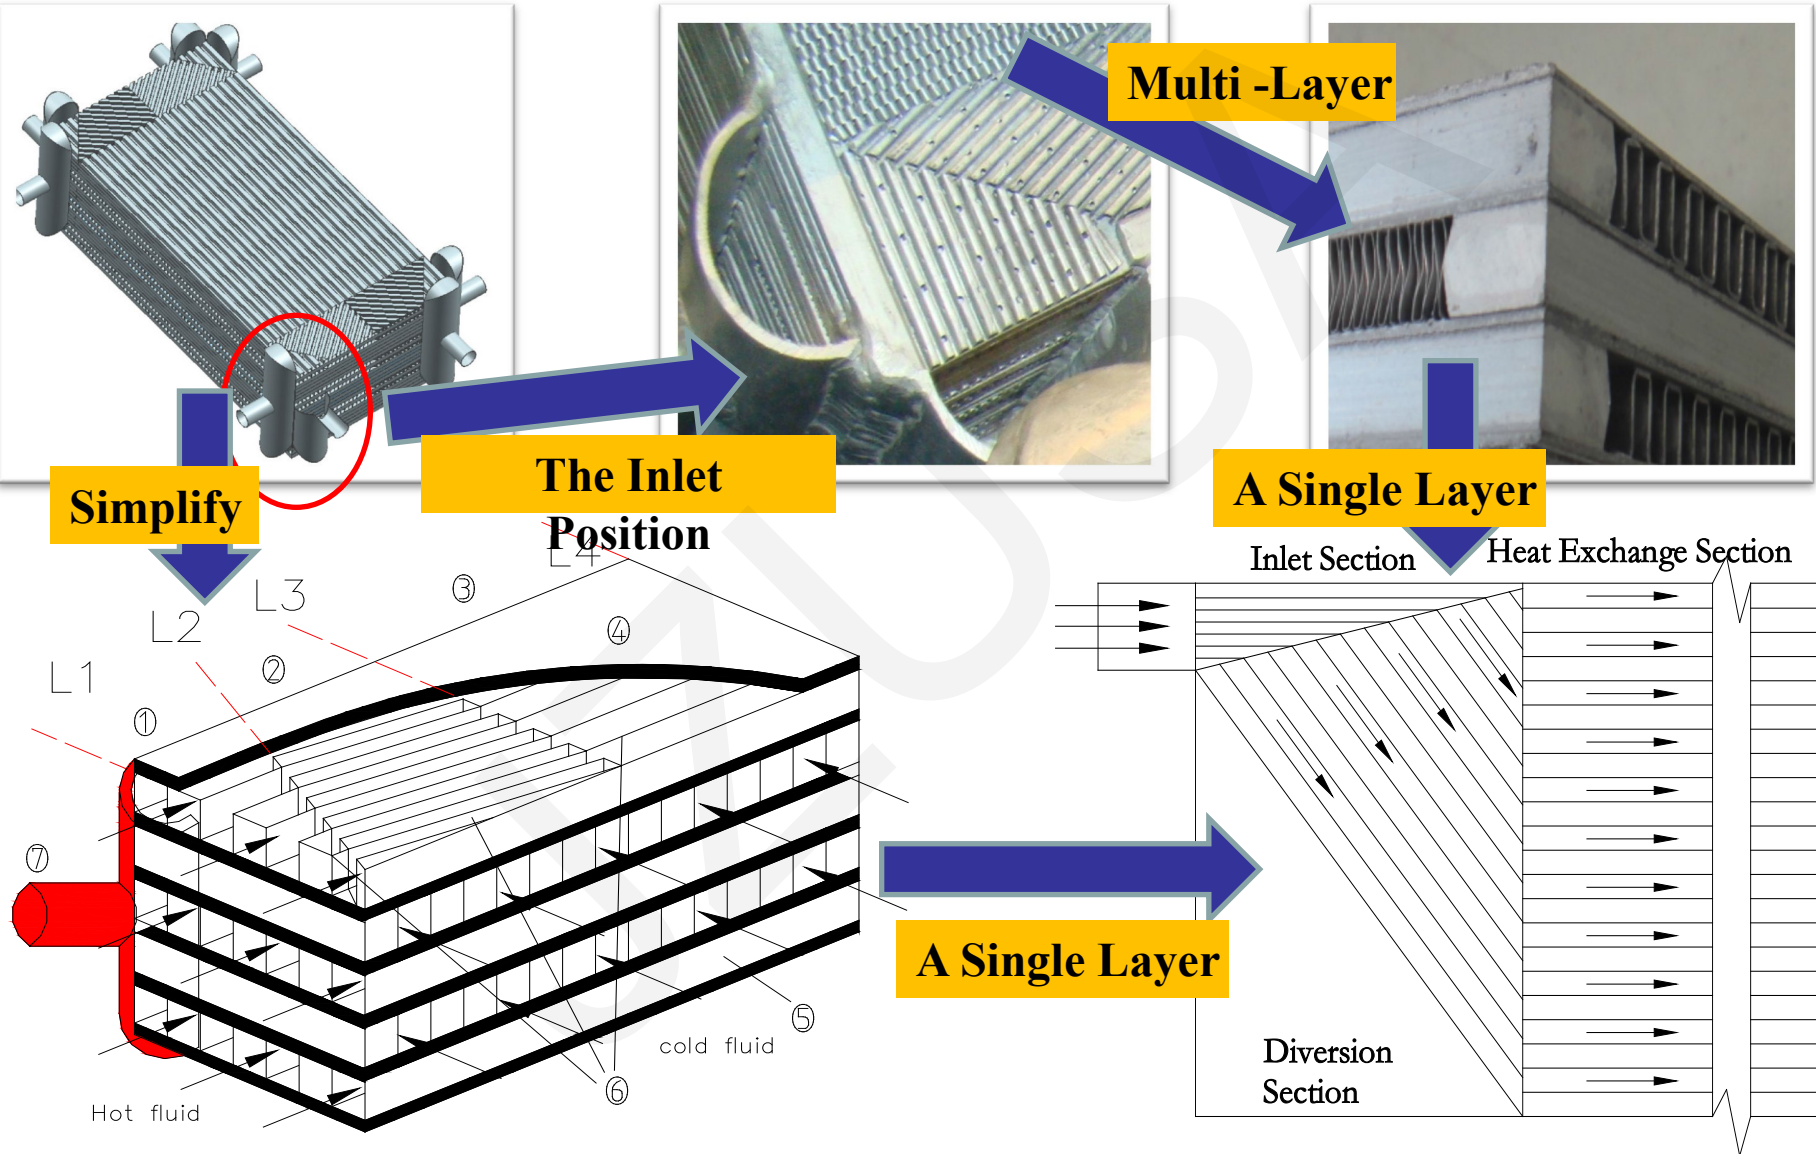 Multi -Layer
The Inlet
Position
Simplify
A Single Layer
Inlet Section
Heat Exchange Section
L4
L3
L2
L1
③
④
②
①
⑦
A Single Layer
⑤
cold fluid
⑥
Hot fluid
Diversion
Section